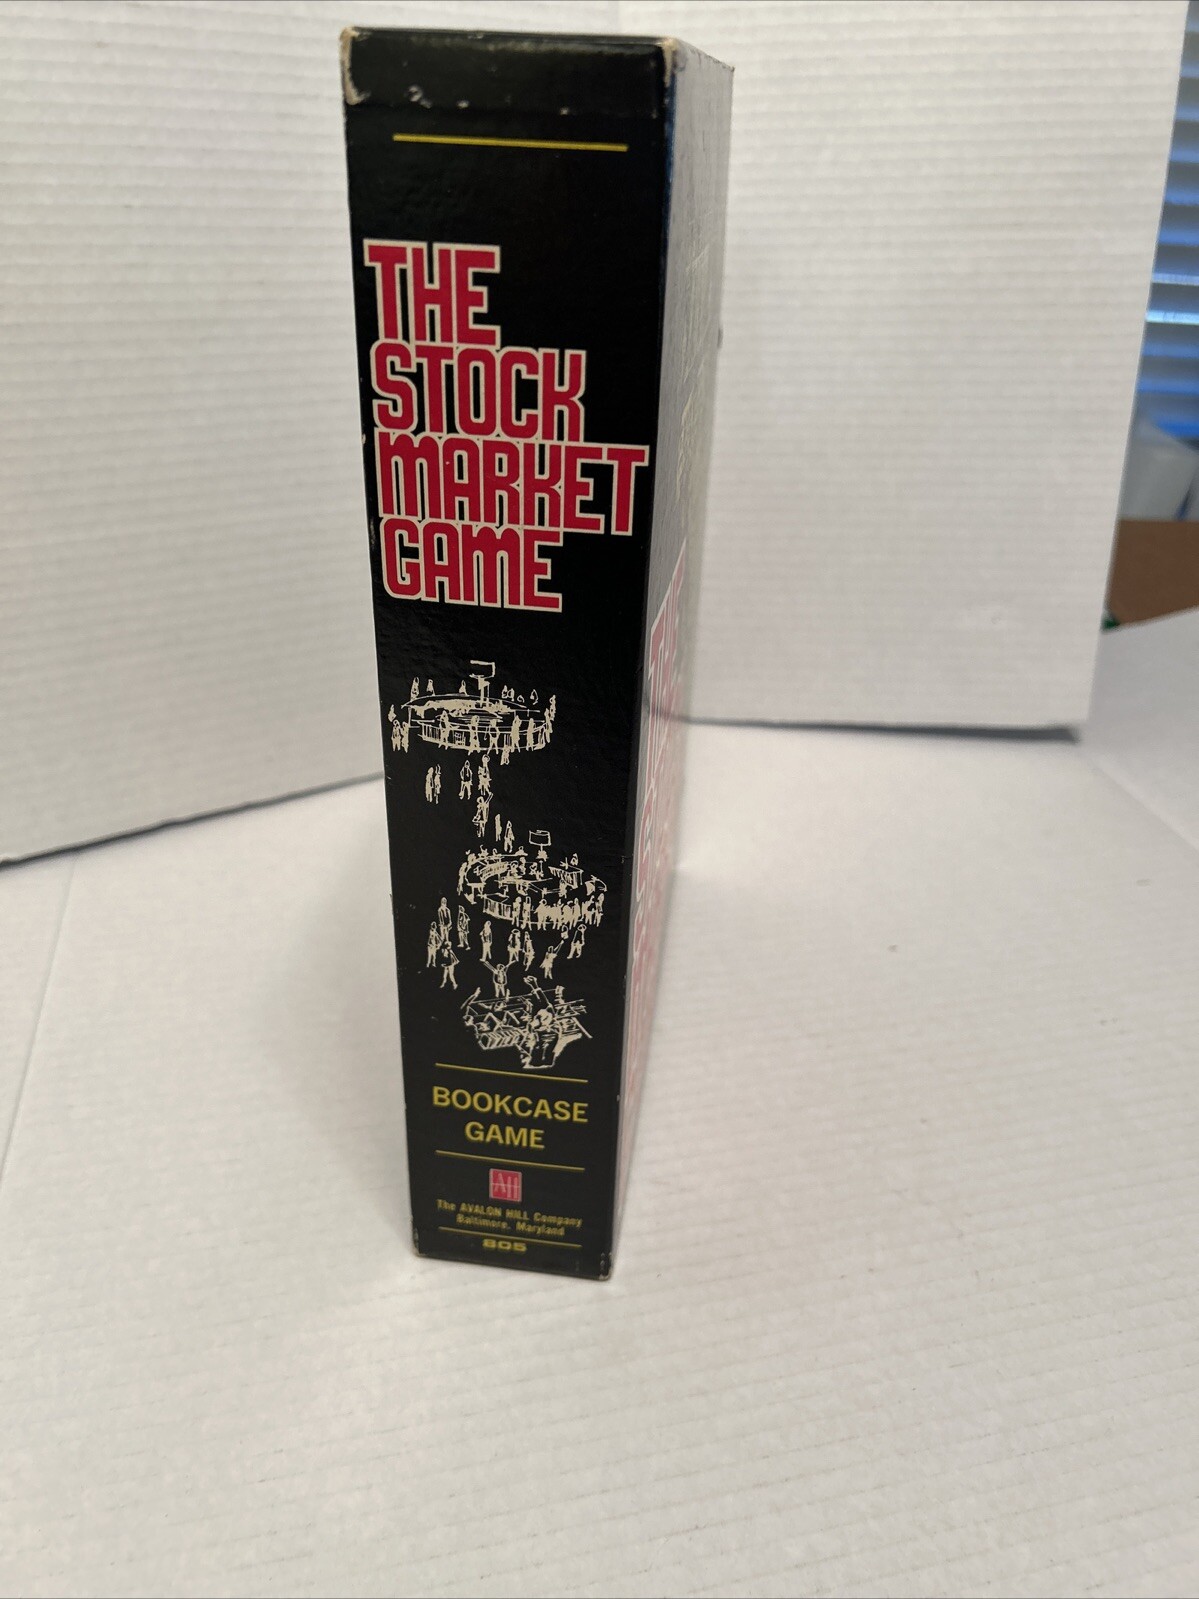 THE
STOCK
MARKET
GAME
BOOKCASE
GAME
AH
The AVALON HILL Company
Baltimore, Maryland
805